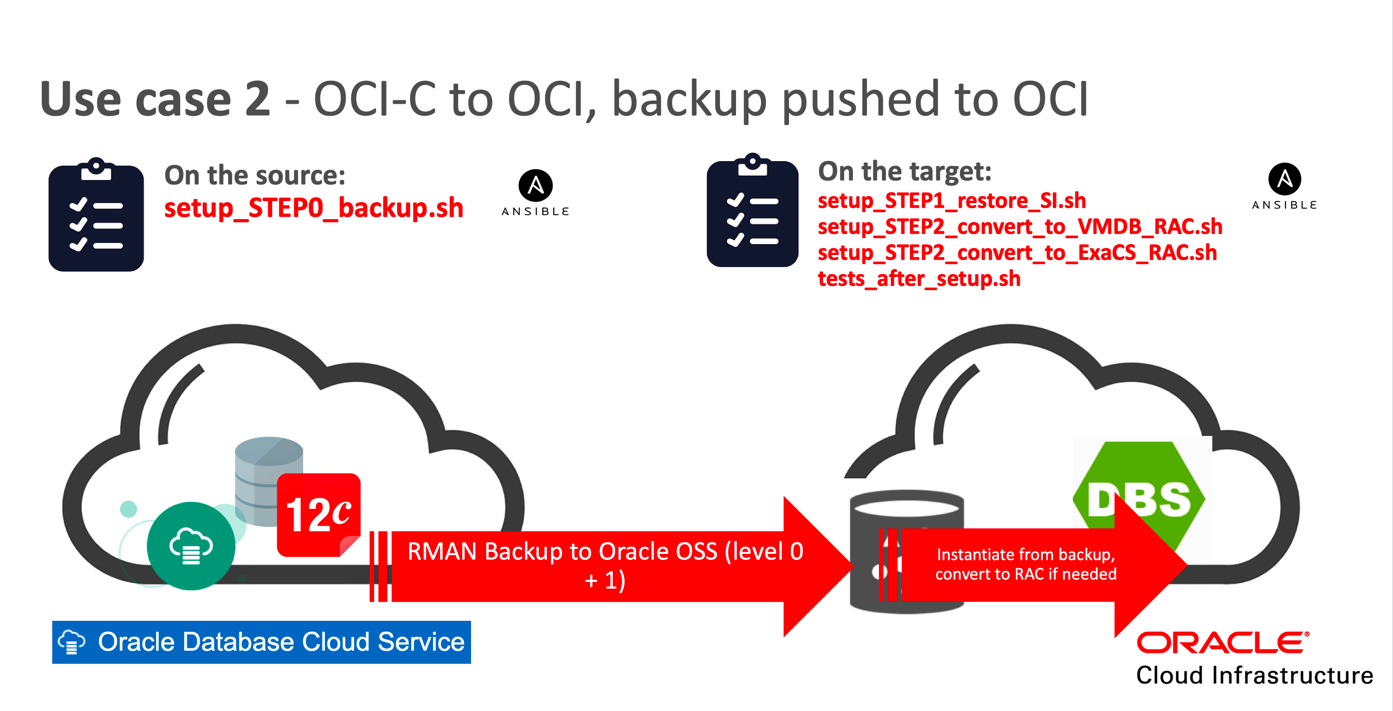 Use case 2 - OCI-C to OCI, backup pushed to OCI
On the source:
setup_STEP0_backup.sh
ANSIBLE
On the target:
setup_STEP1_restore_SI.sh
setup_STEP2_convert_to_VMDB_RAC.sh
setup_STEP2_convert_to_ExaCS_RAC.sh
tests_after_setup.sh
ANSIBLE
12c
RMAN Backup to Oracle OSS (level 0
+ 1)
DBS
Instantiate from backup,
convert to RAC if needed
Oracle Database Cloud Service
ORACLE®
Cloud Infrastructure